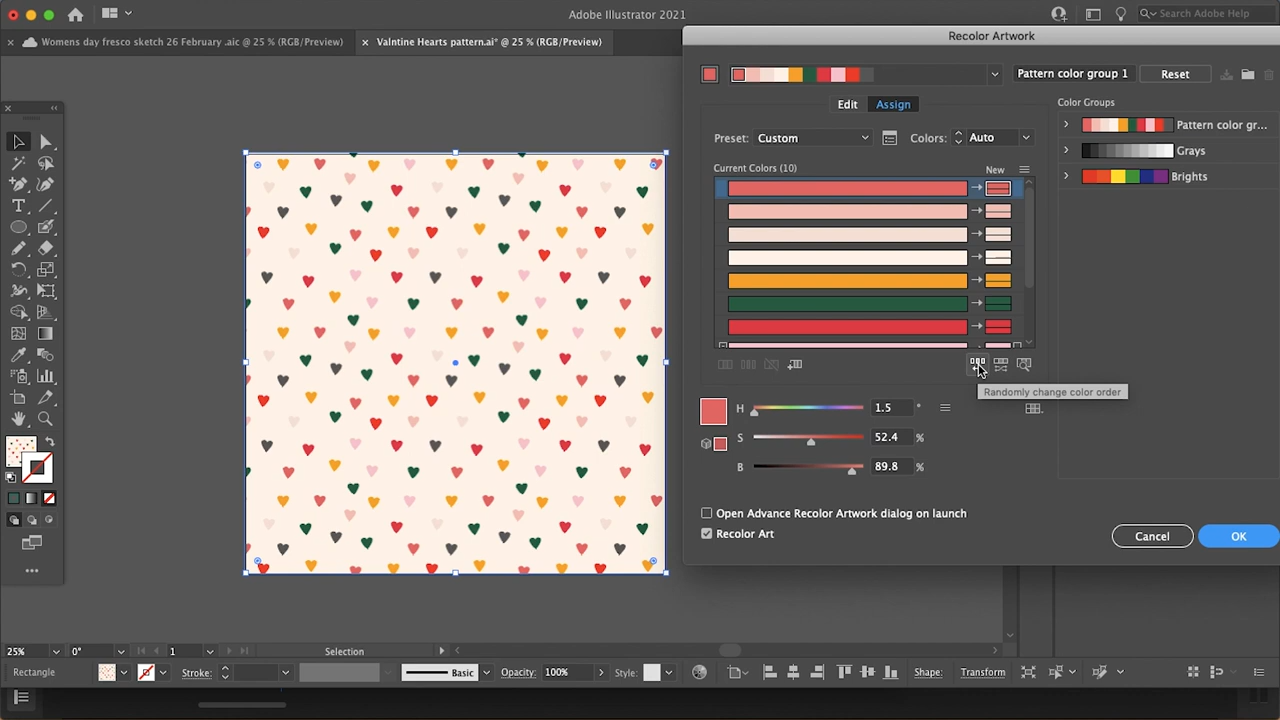 Adobe Illustrator 2021
Search Adobe Help
Womens day fresco sketch 26 February .aic @ 25 % (RGB/Preview)
Valntine Hearts pattern.ai* @ 25 % (RGB/Preview)
Recolor Artwork
Pattern color group 1
Reset
Edit
Assign
Color Groups
Preset:
Custom
Colors:
Auto
Pattern color gr...
Grays
Brights
Current Colors (10)
New
Randomly change color order
H
1.5
°
S
52.4
%
B
89.8
%
Open Advance Recolor Artwork dialog on launch
Recolor Art
Cancel
OK
25%
0°
1
Selection
Rectangle
Stroke:
Basic
Opacity:
100%
Style:
Shape:
Transform